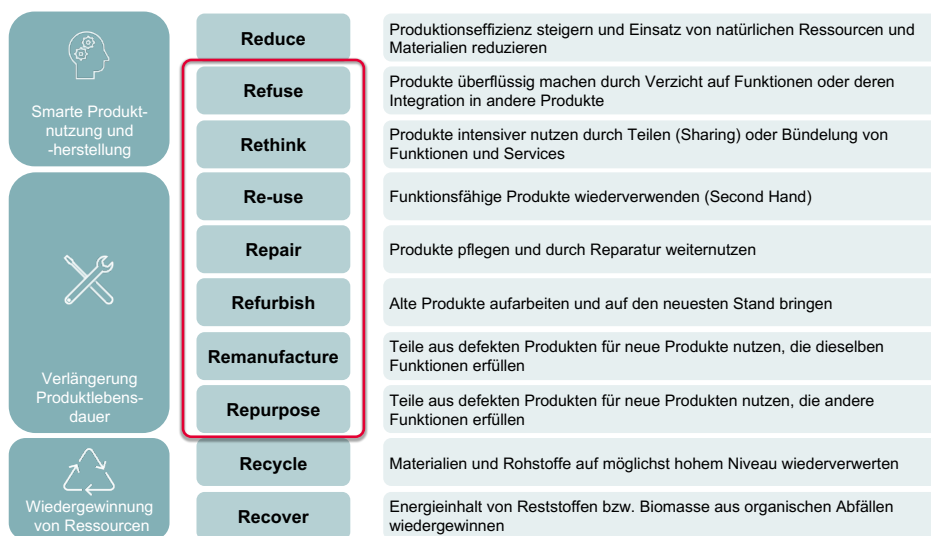 Smarte Produkt-
nutzung und
-herstellung
Reduce
Produktionseffizienz steigern und Einsatz von natürlichen Ressourcen und
Materialien reduzieren
Refuse
Produkte überflüssig machen durch Verzicht auf Funktionen oder deren
Integration in andere Produkte
Rethink
Produkte intensiver nutzen durch Teilen (Sharing) oder Bündelung von
Funktionen und Services
Verlängerung
Produktlebens-
dauer
Re-use
Funktionsfähige Produkte wiederverwenden (Second Hand)
Repair
Produkte pflegen und durch Reparatur weiternutzen
Refurbish
Alte Produkte aufarbeiten und auf den neuesten Stand bringen
Remanufacture
Teile aus defekten Produkten für neue Produkte nutzen, die dieselben
Funktionen erfüllen
Repurpose
Teile aus defekten Produkten für neue Produkten nutzen, die andere
Funktionen erfüllen
Wiedergewinnung
von Ressourcen
Recycle
Materialien und Rohstoffe auf möglichst hohem Niveau wiederverwerten
Recover
Energieinhalt von Reststoffen bzw. Biomasse aus organischen Abfällen
wiedergewinnen